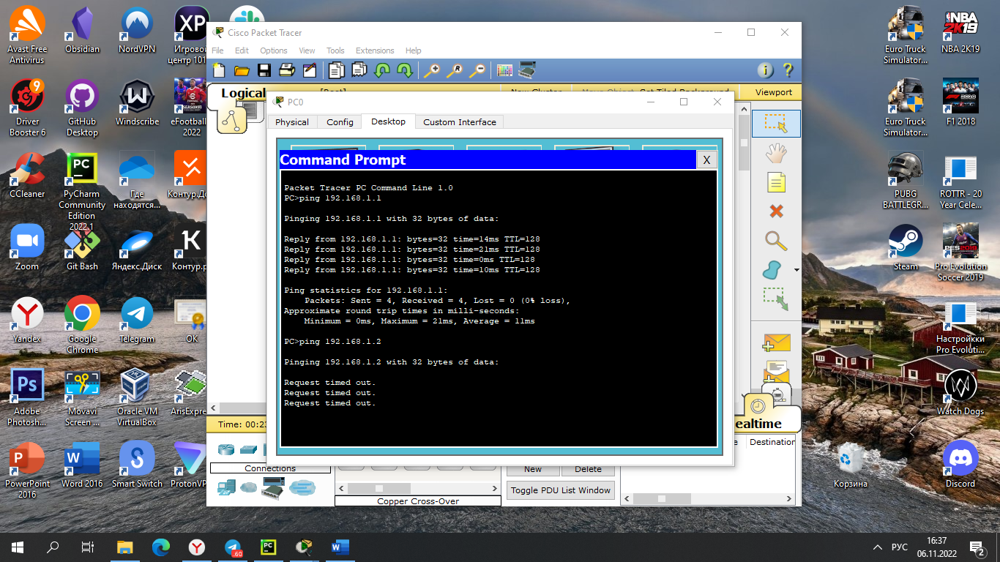 Avast Free
Antivirus
Obsidian
NordVPN
Игровой
центр 101
Driver
Booster 6
GitHub
Desktop
Windscribe
eFootball
2022
CCleaner
PyCharm
Community
Edition
2022.1
Где
находятся...
Контур.До
Zoom
Git Bash
Яндекс.Диск
Контур.р
Yandex
Google
Chrome
Telegram
OK
Adobe
Photosh...
Movavi
Screen ...
Oracle VM
VirtualBox
ArisExpre
PowerPoint
2016
Word 2016
Smart Switch
ProtonVP
Cisco Packet Tracer
File Edit Options View Tools Extensions Help
Logical
[Root]
New Cluster
Move Object
Set Tiled Background
Viewport
PC0
Physical Config Desktop Custom Interface
Command Prompt
X
Packet Tracer PC Command Line 1.0
PC>ping 192.168.1.1
Pinging 192.168.1.1 with 32 bytes of data:
Reply from 192.168.1.1: bytes=32 time=14ms TTL=128
Reply from 192.168.1.1: bytes=32 time=21ms TTL=128
Reply from 192.168.1.1: bytes=32 time=0ms TTL=128
Reply from 192.168.1.1: bytes=32 time=10ms TTL=128
Ping statistics for 192.168.1.1:
Packets: Sent = 4, Received = 4, Lost = 0 (0% loss),
Approximate round trip times in milli-seconds:
Minimum = 0ms, Maximum = 21ms, Average = 11ms
PC>ping 192.168.1.2
Pinging 192.168.1.2 with 32 bytes of data:
Request timed out.
Request timed out.
Request timed out.
Time: 00:23
ealtime
Connections
Copper Cross-Over
New
Delete
Toggle PDU List Window
e
Destination
Euro Truck
Simulator...
NBA 2K19
Euro Truck
Simulator...
F1 2018
PUBG
BATTLEGR...
ROTTR - 20
Year Cele...
Steam
Pro Evolution
Soccer 2019
Настройкки
Pro Evoluti...
Watch Dogs
Корзина
Discord
60
РУС
16:37
06.11.2022
2